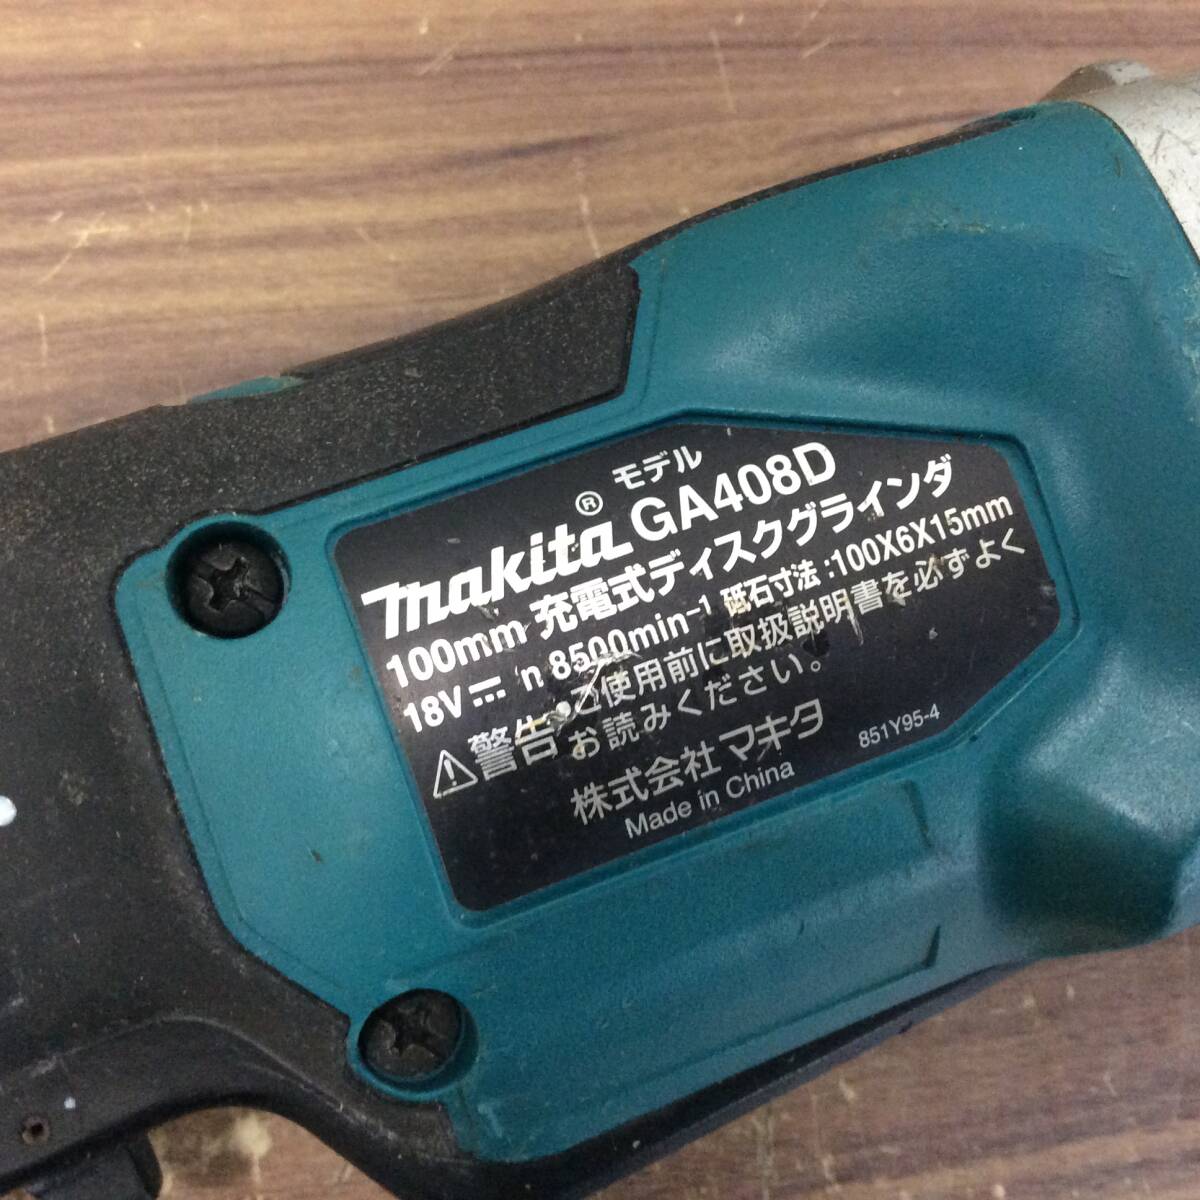 モデル
makita® GA408D
100mm 充電式ディスクグラインダ
18V⎓ n 8500min⁻¹ 砥石寸法:100X6X15mm
⚠警告 •ご使用前に取扱説明書を必ずよく
お読みください。
株式会社 マキタ 851Y95-4
Made in China